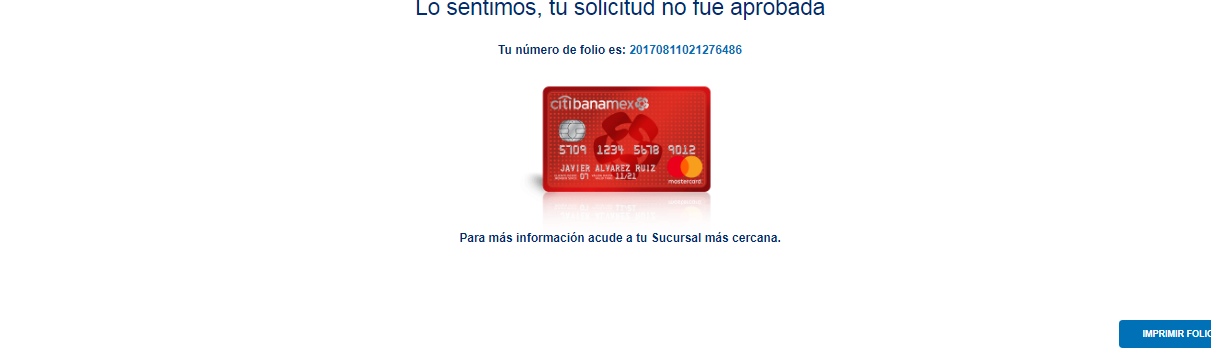 Lo sentimos, tu solicitud no fue aprobada
Tu número de folio es: 20170811021276486
citibanamex
5709 1234 5678 9012
JAVIER ALVAREZ RUIZ
07 11/21
mastercard
Para más información acude a tu Sucursal más cercana.
IMPRIMIR FOLIO